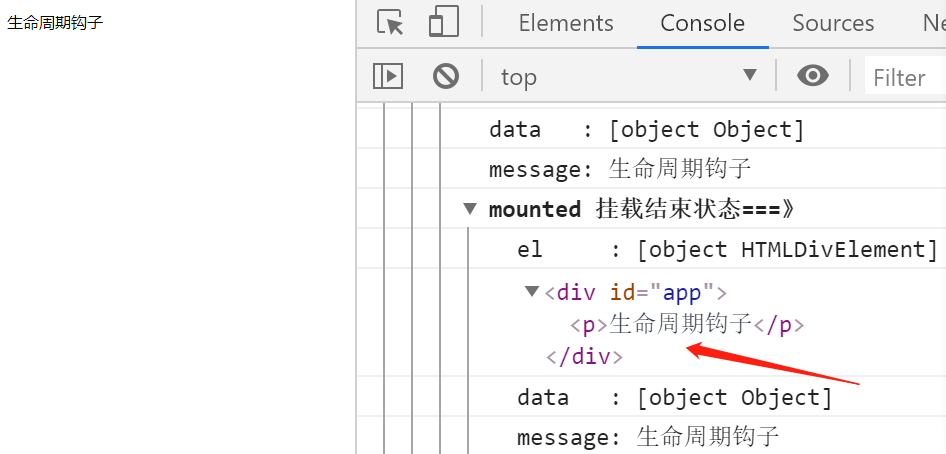 生命周期钩子
Elements Console Sources Ne
top Filter
data : [object Object]
message: 生命周期钩子
mounted 挂载结束状态===》
el : [object HTMLDivElement]
<div id="app">
<p>生命周期钩子</p>
</div>
data : [object Object]
message: 生命周期钩子